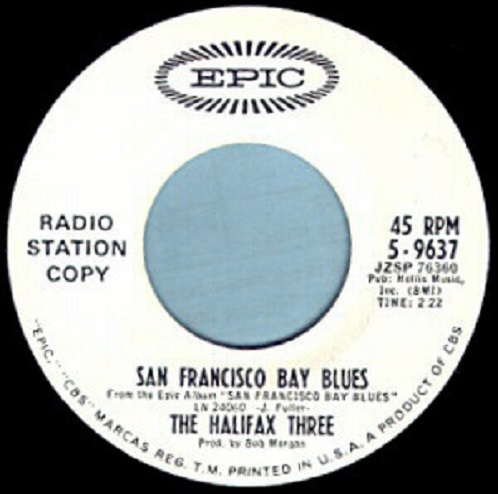 EPIC
RADIO
STATION
COPY
45 RPM
5-9637
JZSP 76360
Pub: Hollis Music,
Inc. (BMI)
TIME: 2:22
SAN FRANCISCO BAY BLUES
From the Epic Album "SAN FRANCISCO BAY BLUES"
LN 24060 -J. Fuller-
THE HALIFAX THREE
Prod. by Bob Morgan
"EPIC," "CBS" MARCAS REG. T.M. PRINTED IN U.S.A. A PRODUCT OF CBS